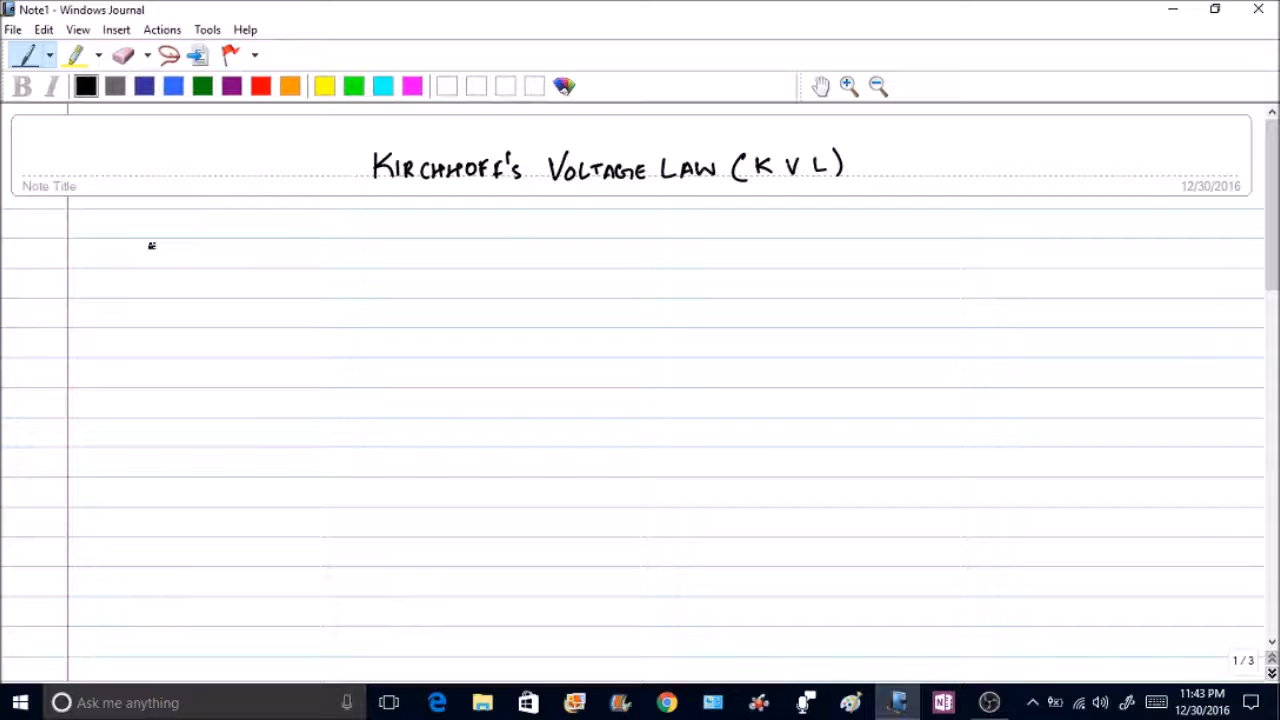 Note1 - Windows Journal
File Edit View Insert Actions Tools Help
B I
KIRCHHOFF's VOLTAGE LAW (K V L)
Note Title
12/30/2016
1 / 3
Ask me anything
11:43 PM
12/30/2016